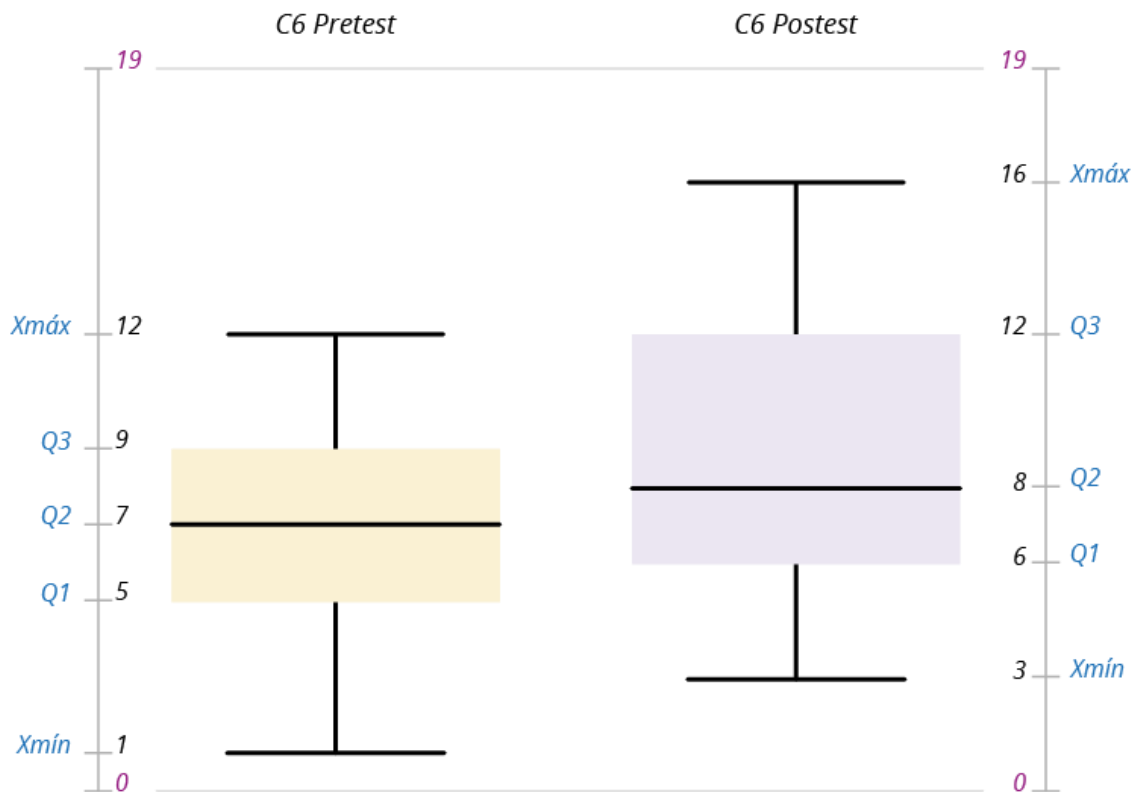 C6 Pretest
C6 Postest
19
19
16 Xmáx
Xmáx 12
12 Q3
Q3 9
8 Q2
Q2 7
6 Q1
Q1 5
3 Xmín
Xmín 1
0
0